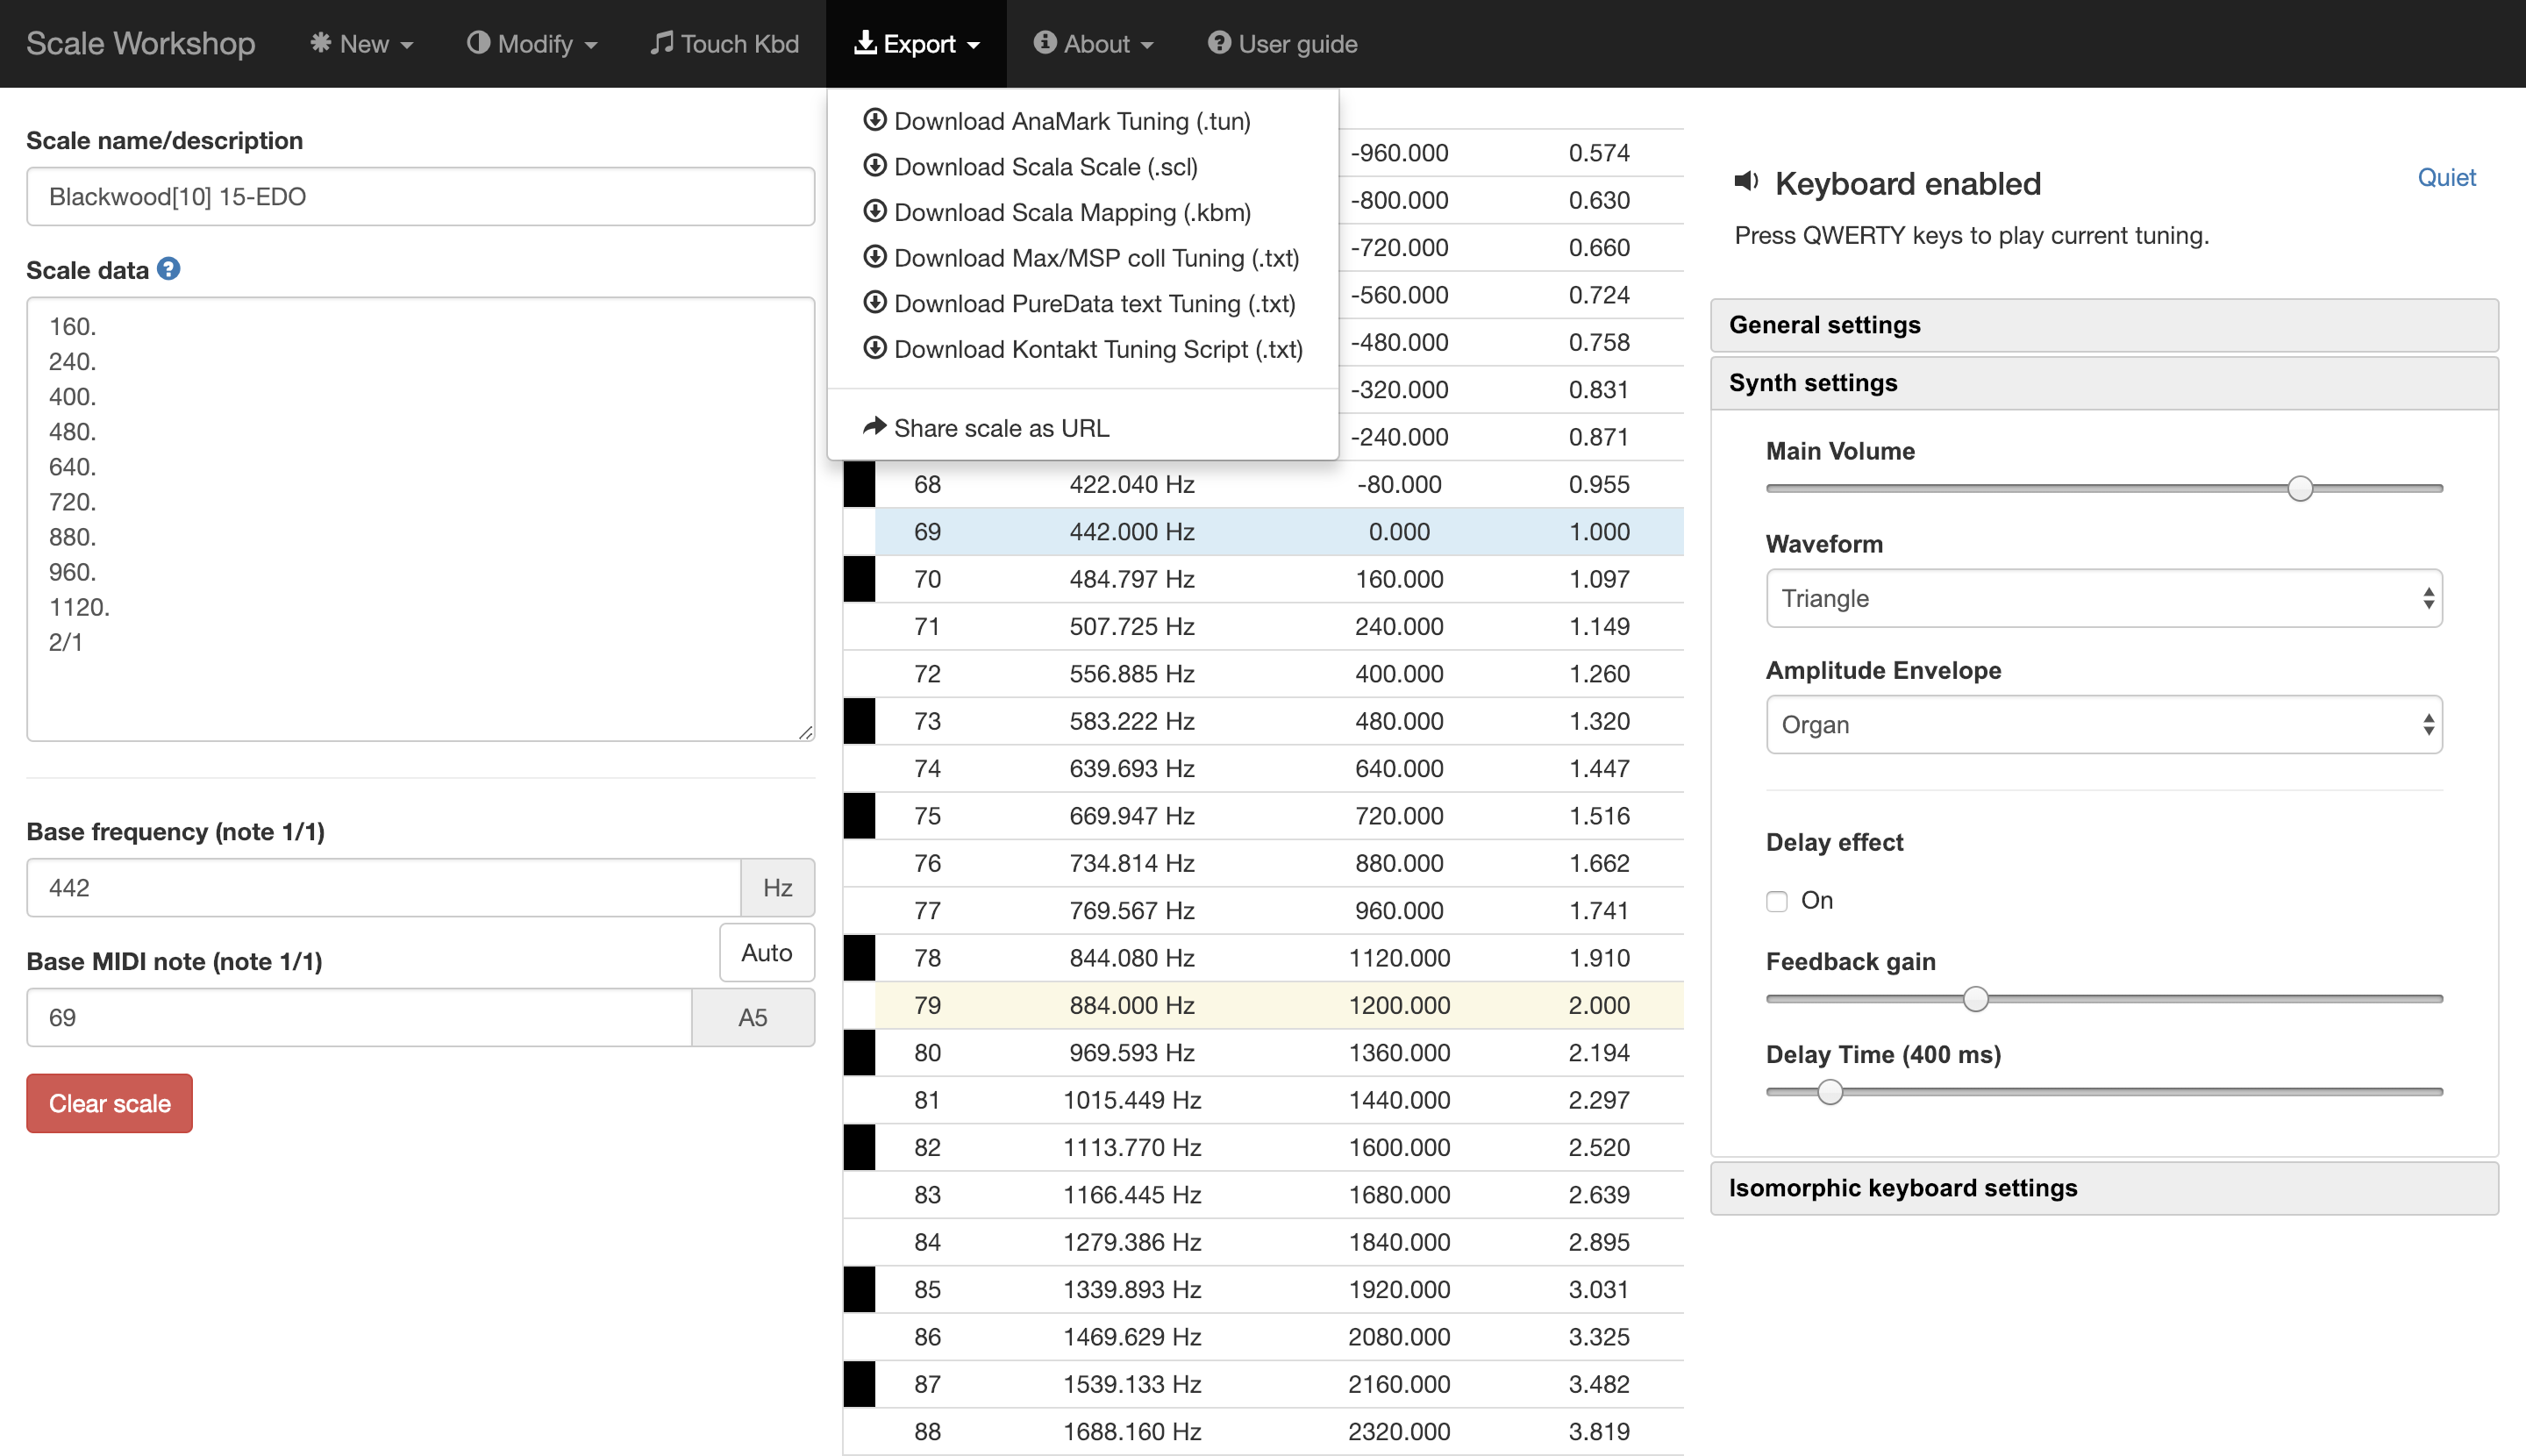 Scale Workshop New Modify Touch Kbd Export About User guide
Scale name/description
Blackwood[10] 15-EDO
Scale data
160.
240.
400.
480.
640.
720.
880.
960.
1120.
2/1
Base frequency (note 1/1)
442 Hz
Auto
Base MIDI note (note 1/1)
69 A5
Clear scale
Download AnaMark Tuning (.tun)
Download Scala Scale (.scl)
Download Scala Mapping (.kbm)
Download Max/MSP coll Tuning (.txt)
Download PureData text Tuning (.txt)
Download Kontakt Tuning Script (.txt)
Share scale as URL
-960.000 0.574
-800.000 0.630
-720.000 0.660
-560.000 0.724
-480.000 0.758
-320.000 0.831
-240.000 0.871
68 422.040 Hz -80.000 0.955
69 442.000 Hz 0.000 1.000
70 484.797 Hz 160.000 1.097
71 507.725 Hz 240.000 1.149
72 556.885 Hz 400.000 1.260
73 583.222 Hz 480.000 1.320
74 639.693 Hz 640.000 1.447
75 669.947 Hz 720.000 1.516
76 734.814 Hz 880.000 1.662
77 769.567 Hz 960.000 1.741
78 844.080 Hz 1120.000 1.910
79 884.000 Hz 1200.000 2.000
80 969.593 Hz 1360.000 2.194
81 1015.449 Hz 1440.000 2.297
82 1113.770 Hz 1600.000 2.520
83 1166.445 Hz 1680.000 2.639
84 1279.386 Hz 1840.000 2.895
85 1339.893 Hz 1920.000 3.031
86 1469.629 Hz 2080.000 3.325
87 1539.133 Hz 2160.000 3.482
88 1688.160 Hz 2320.000 3.819
Keyboard enabled
Quiet
Press QWERTY keys to play current tuning.
General settings
Synth settings
Main Volume
Waveform
Triangle
Amplitude Envelope
Organ
Delay effect
On
Feedback gain
Delay Time (400 ms)
Isomorphic keyboard settings